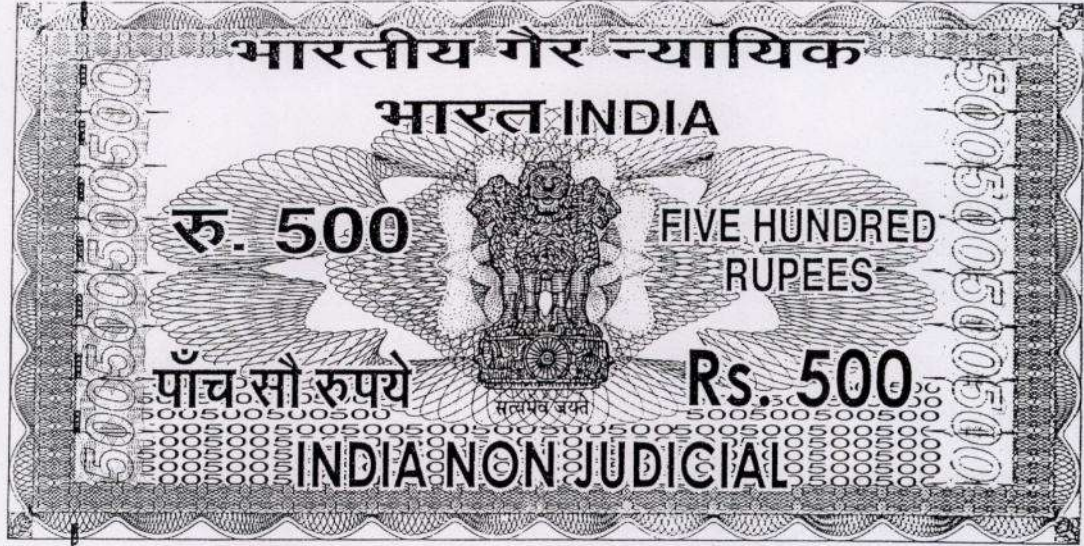 भारतीय गैर न्यायिक
भारत INDIA
रु. 500
FIVE HUNDRED
RUPEES
पाँच सौ रुपये
Rs. 500
सत्यमेव जयते
INDIA NON JUDICIAL